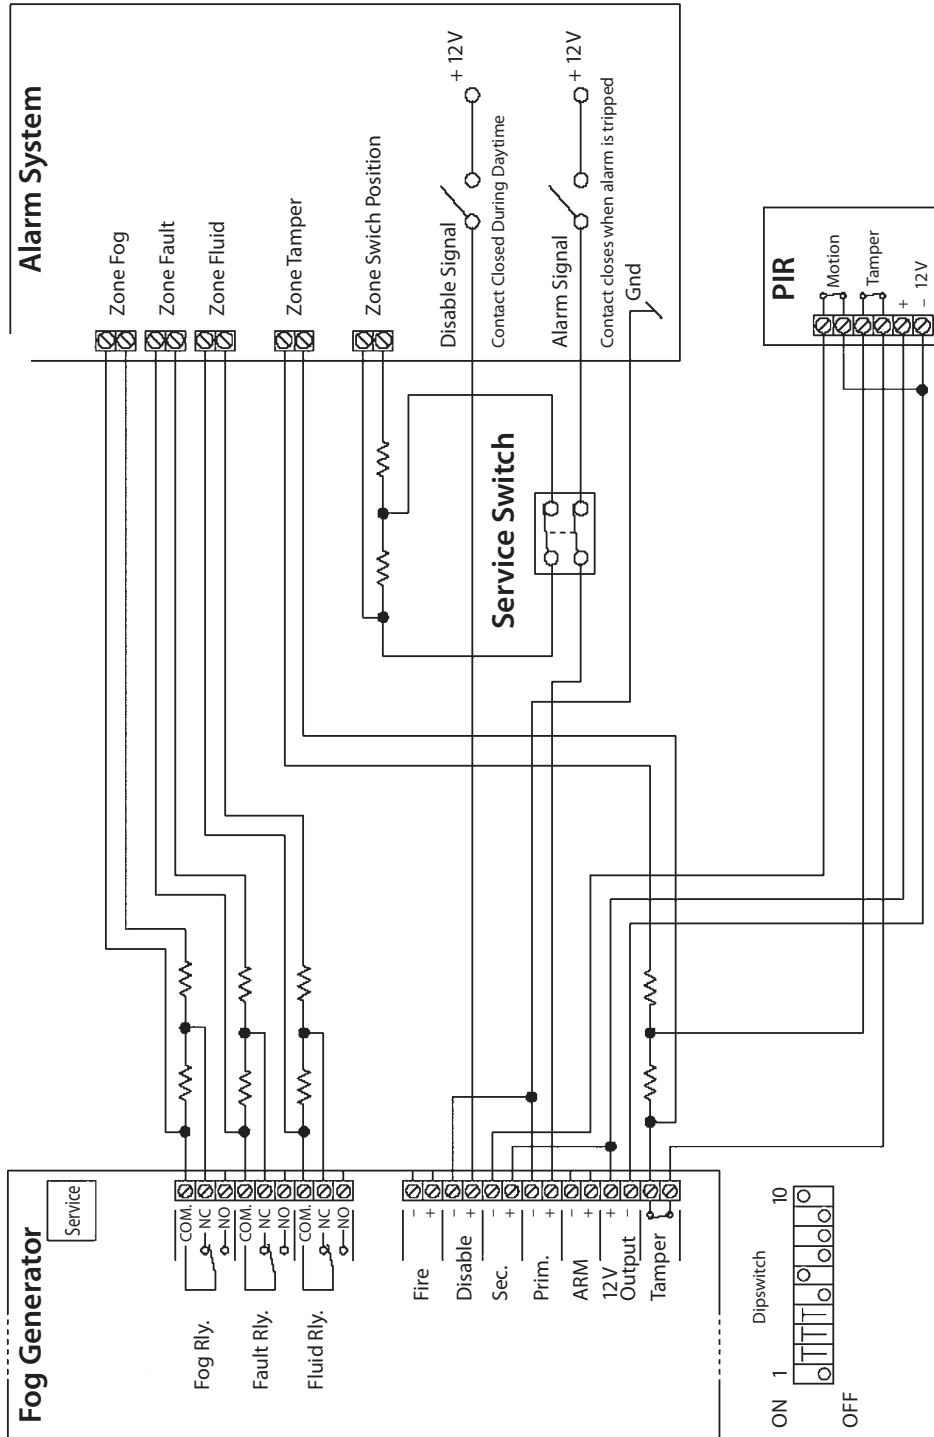 Alarm System
Zone Fog
Zone Fault
Zone Fluid
Zone Tamper
Zone Swich Position
Disable Signal
+ 12V
Contact Closed During Daytime
Alarm Signal
+ 12V
Contact closes when alarm is tripped
Gnd
Service Switch
PIR
Motion
Tamper
+
– 12V
Fog Generator
Service
Fog Rly.
COM.
NC
NO
Fault Rly.
COM.
NC
NO
Fluid Rly.
COM.
NC
NO
Fire
–
+
Disable
–
+
Sec.
–
+
Prim.
–
+
ARM
–
+
12V
Output
+
–
Tamper
Dipswitch
ON
1
10
OFF